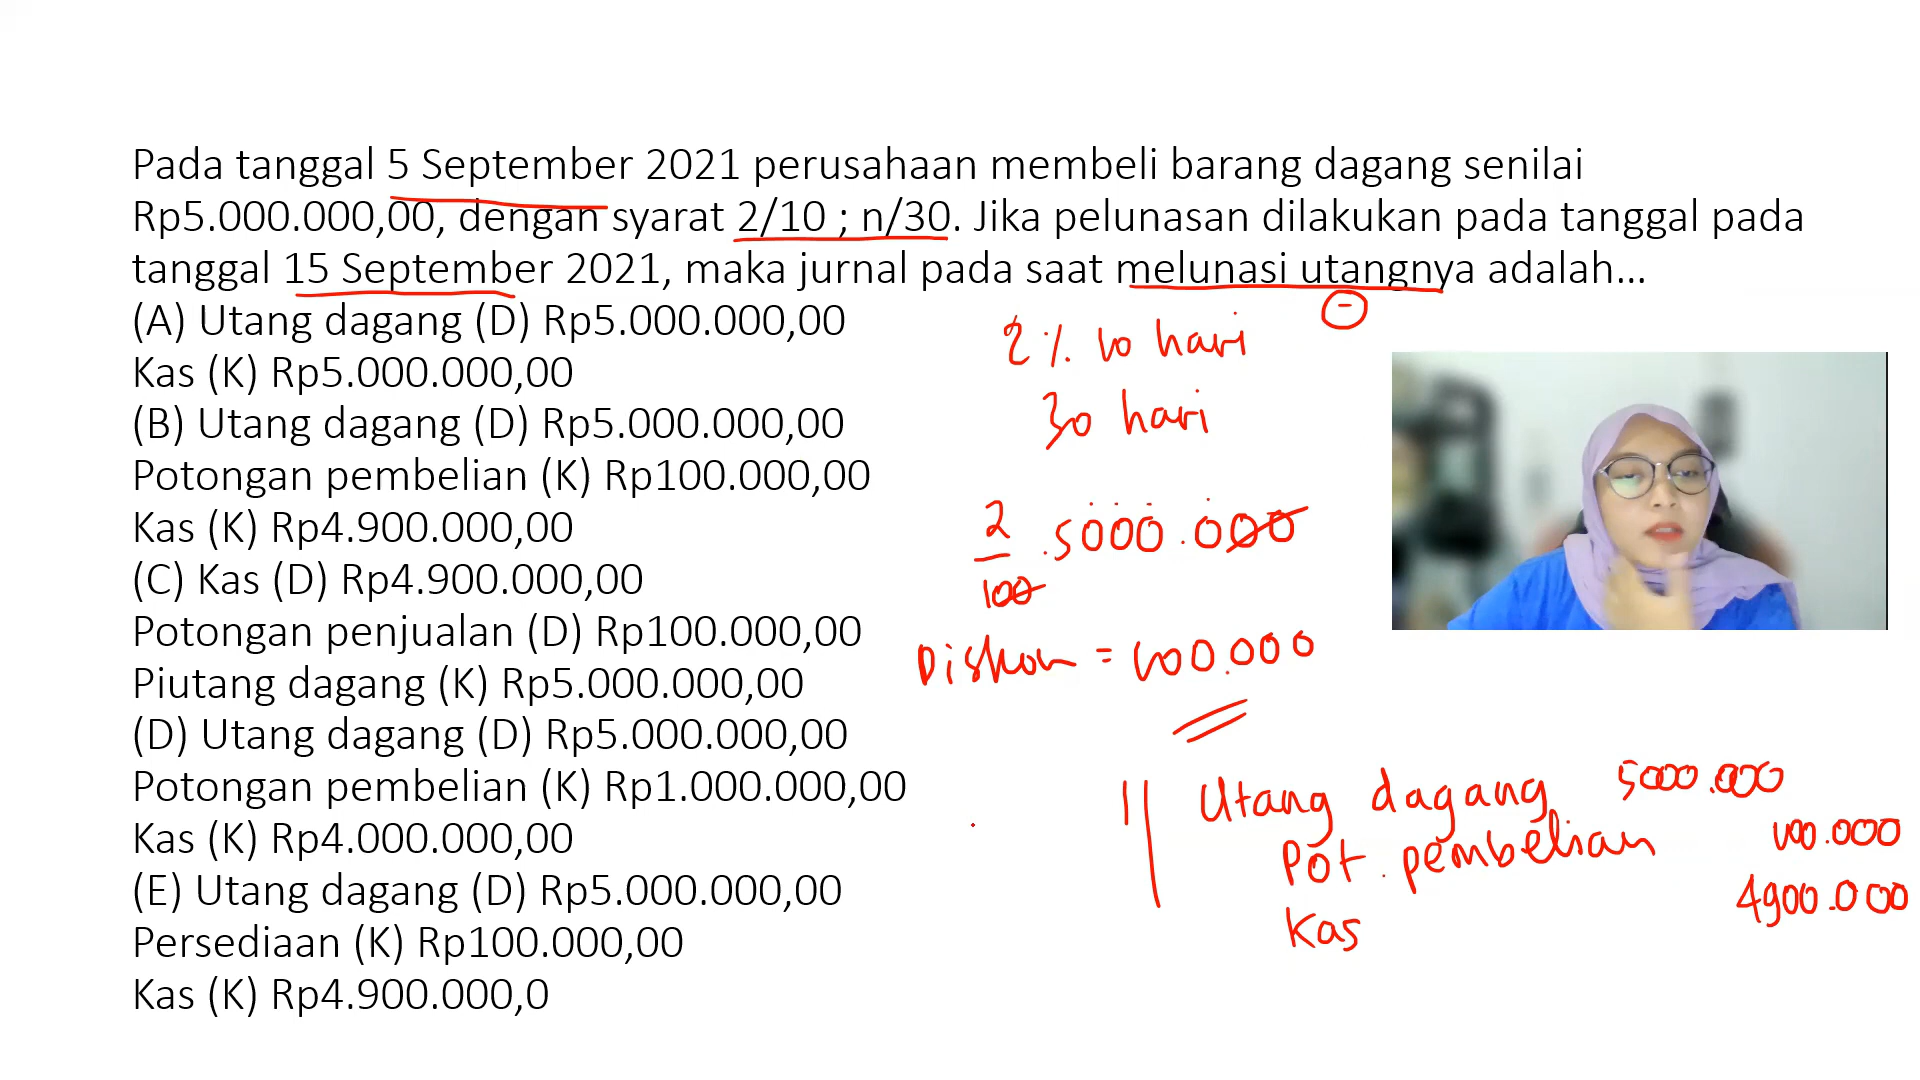 Pada tanggal 5 September 2021 perusahaan membeli barang dagang senilai
Rp5.000.000,00, dengan syarat 2/10 ; n/30. Jika pelunasan dilakukan pada tanggal pada
tanggal 15 September 2021, maka jurnal pada saat melunasi utangnya adalah...
(A) Utang dagang (D) Rp5.000.000,00
Kas (K) Rp5.000.000,00
(B) Utang dagang (D) Rp5.000.000,00
Potongan pembelian (K) Rp100.000,00
Kas (K) Rp4.900.000,00
(C) Kas (D) Rp4.900.000,00
Potongan penjualan (D) Rp100.000,00
Piutang dagang (K) Rp5.000.000,00
(D) Utang dagang (D) Rp5.000.000,00
Potongan pembelian (K) Rp1.000.000,00
Kas (K) Rp4.000.000,00
(E) Utang dagang (D) Rp5.000.000,00
Persediaan (K) Rp100.000,00
Kas (K) Rp4.900.000,0
-
2% 10 hari
30 hari
2
. 5000.000
100
Diskon = 100.000
Utang dagang 5000.000
Pot. pembelian 100.000
Kas 4900.000